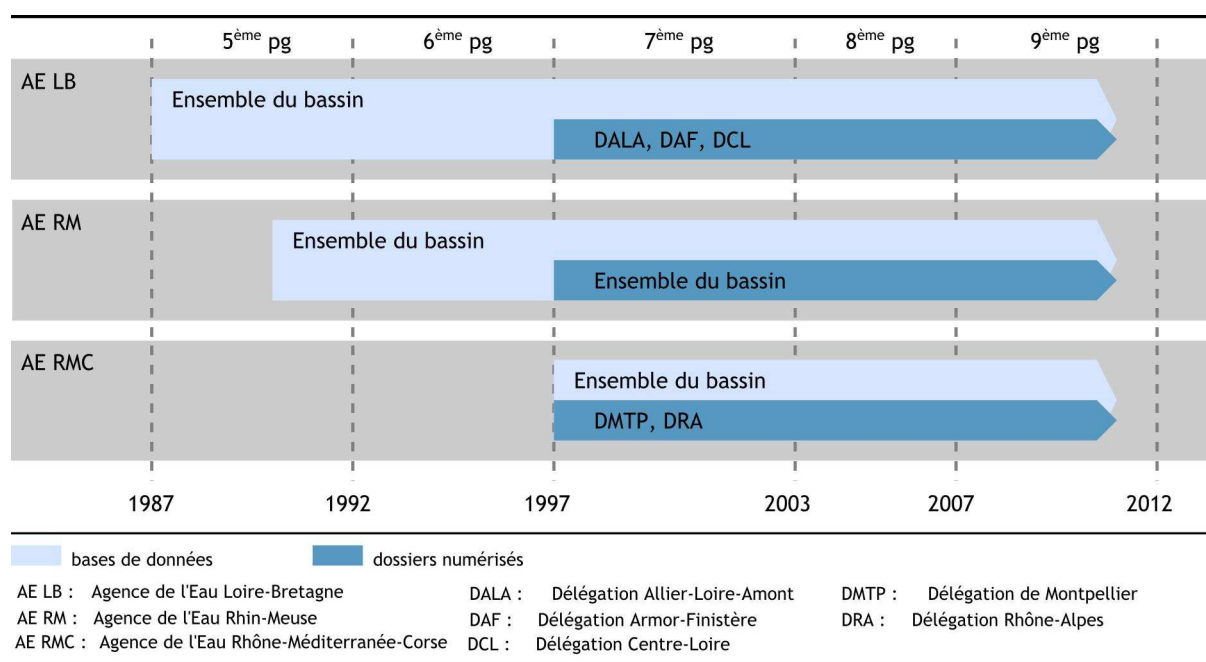 5ème pg 6ème pg 7ème pg 8ème pg 9ème pg
AE LB
Ensemble du bassin
DALA, DAF, DCL
AE RM
Ensemble du bassin
Ensemble du bassin
AE RMC
Ensemble du bassin
DMTP, DRA
1987 1992 1997 2003 2007 2012
bases de données dossiers numérisés
AE LB : Agence de l'Eau Loire-Bretagne DALA : Délégation Allier-Loire-Amont DMTP : Délégation de Montpellier
AE RM : Agence de l'Eau Rhin-Meuse DAF : Délégation Armor-Finistère DRA : Délégation Rhône-Alpes
AE RMC : Agence de l'Eau Rhône-Méditerranée-Corse DCL : Délégation Centre-Loire